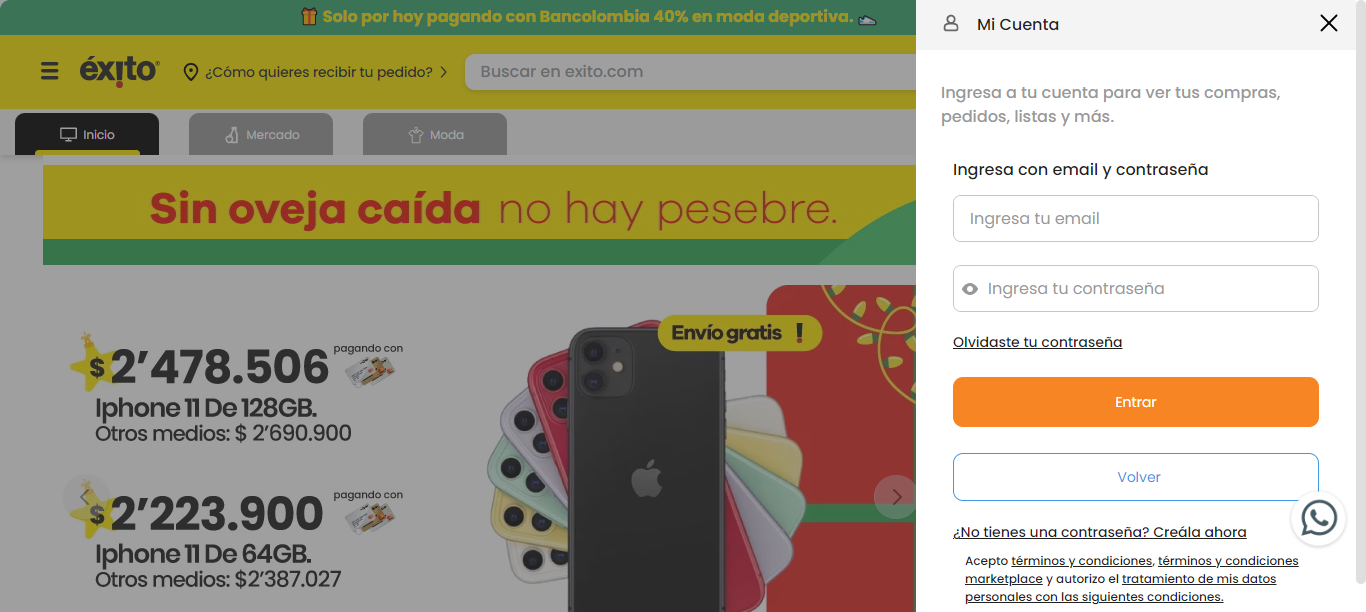 Solo por hoy pagando con Bancolombia 40% en moda deportiva.
éxito
¿Cómo quieres recibir tu pedido?
Buscar en exito.com
Inicio
Mercado
Moda
Sin oveja caída no hay pesebre.
Envío gratis !
$2’478.506
pagando con
Iphone 11 De 128GB.
Otros medios: $ 2’690.900
$2’223.900
pagando con
Iphone 11 De 64GB.
Otros medios: $2’387.027
Mi Cuenta
Ingresa a tu cuenta para ver tus compras,
pedidos, listas y más.
Ingresa con email y contraseña
Ingresa tu email
Ingresa tu contraseña
Olvidaste tu contraseña
Entrar
Volver
¿No tienes una contraseña? Creála ahora
Acepto términos y condiciones, términos y condiciones
marketplace y autorizo el tratamiento de mis datos
personales con las siguientes condiciones.